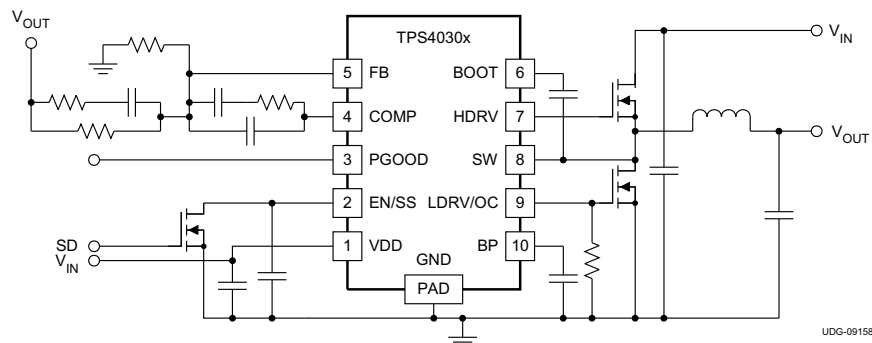 VOUT
TPS4030x
VIN
5 FB BOOT 6
4 COMP HDRV 7
VOUT
3 PGOOD SW 8
2 EN/SS LDRV/OC 9
SD
VIN
1 VDD GND BP 10
PAD
UDG-09158